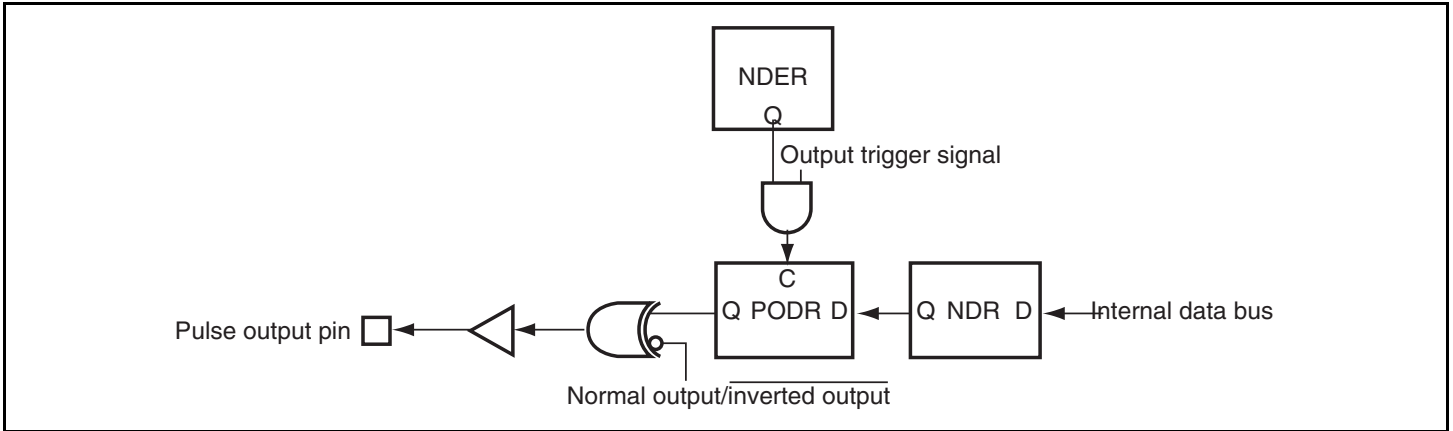 NDER
Q
Output trigger signal
C
Q PODR D
Q NDR D
Internal data bus
Pulse output pin
Normal output/inverted output